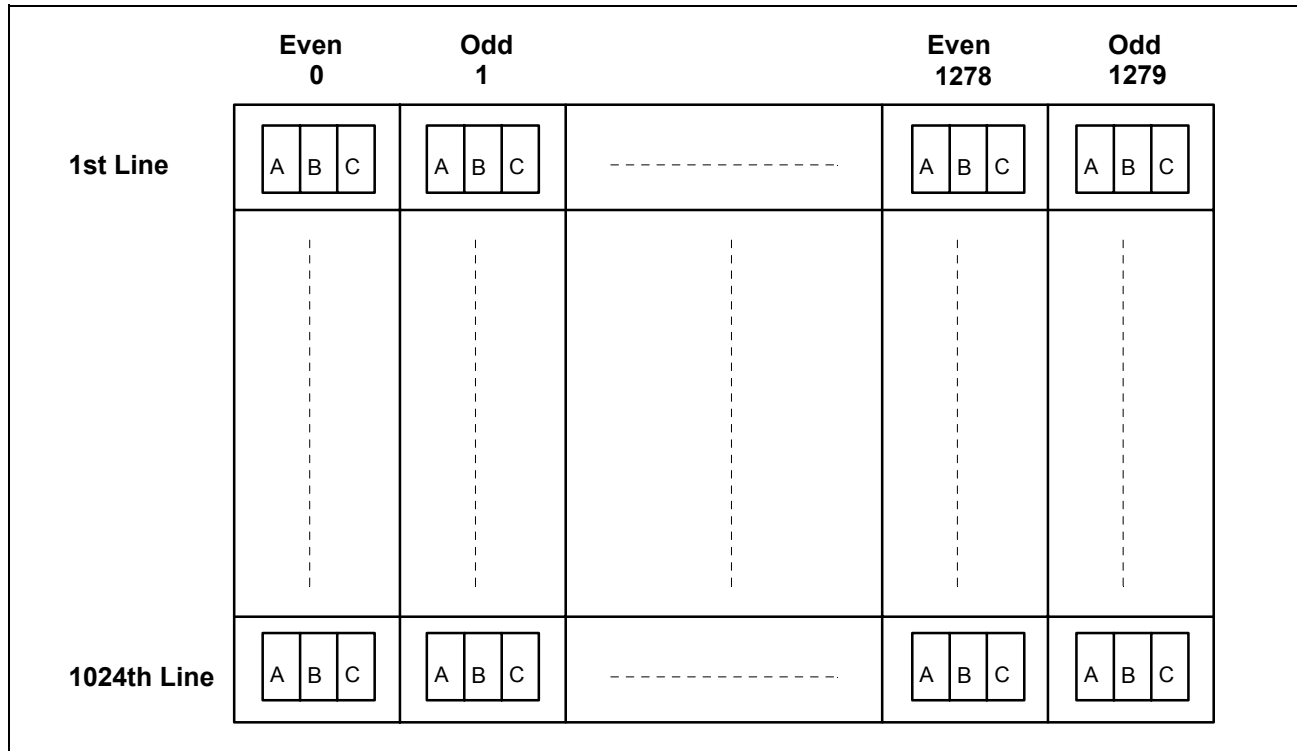 Even Odd Even Odd
0 1 1278 1279
1st Line A B C A B C A B C A B C
1024th Line A B C A B C A B C A B C